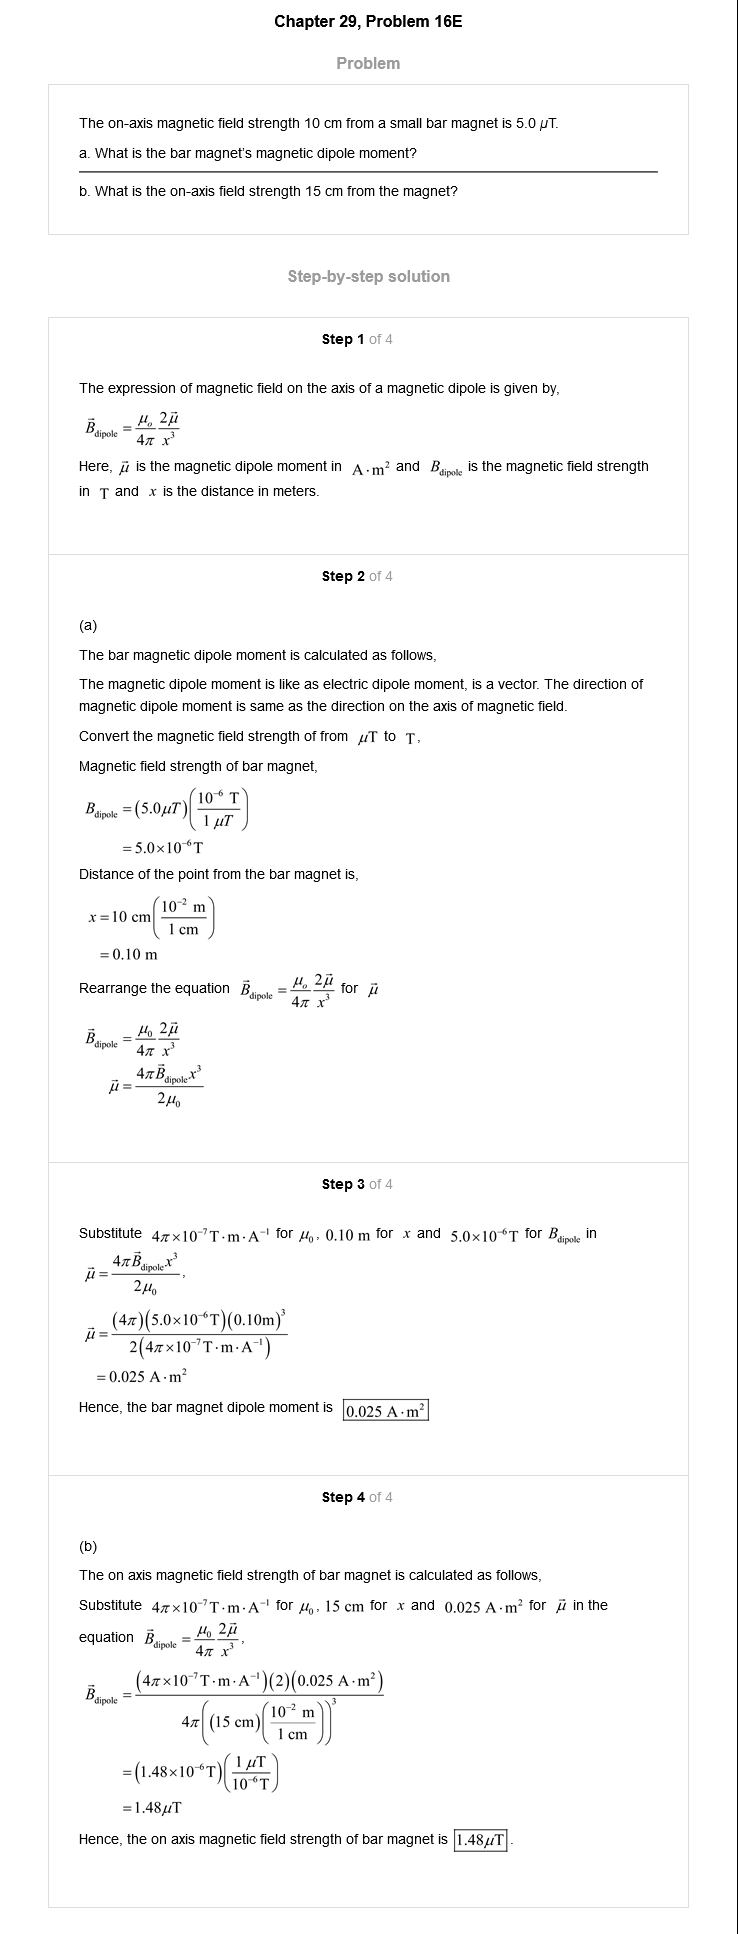 Chapter 29, Problem 16E
Problem
The on-axis magnetic field strength 10 cm from a small bar magnet is 5.0 μT.
a. What is the bar magnet's magnetic dipole moment?
b. What is the on-axis field strength 15 cm from the magnet?
Step-by-step solution
Step 1 of 4
The expression of magnetic field on the axis of a magnetic dipole is given by,
$\vec{B}_{\text{dipole}} = \frac{\mu_o}{4\pi}\frac{2\vec{\mu}}{x^3}$
Here, $\vec{\mu}$ is the magnetic dipole moment in A·m² and $B_{\text{dipole}}$ is the magnetic field strength
in T and x is the distance in meters.
Step 2 of 4
(a)
The bar magnetic dipole moment is calculated as follows,
The magnetic dipole moment is like as electric dipole moment, is a vector. The direction of
magnetic dipole moment is same as the direction on the axis of magnetic field.
Convert the magnetic field strength of from μT to T,
Magnetic field strength of bar magnet,
$B_{\text{dipole}} = (5.0\mu T)\left(\frac{10^{-6}\text{ T}}{1\ \mu T}\right)$
$= 5.0\times10^{-6}\text{T}$
Distance of the point from the bar magnet is,
$x = 10\text{ cm}\left(\frac{10^{-2}\text{ m}}{1\text{ cm}}\right)$
$= 0.10\text{ m}$
Rearrange the equation $\vec{B}_{\text{dipole}} = \frac{\mu_o}{4\pi}\frac{2\vec{\mu}}{x^3}$ for $\vec{\mu}$
$\vec{B}_{\text{dipole}} = \frac{\mu_0}{4\pi}\frac{2\vec{\mu}}{x^3}$
$\vec{\mu} = \frac{4\pi\vec{B}_{\text{dipole}}x^3}{2\mu_0}$
Step 3 of 4
Substitute $4\pi\times10^{-7}\text{T}\cdot\text{m}\cdot\text{A}^{-1}$ for $\mu_0$, 0.10 m for x and $5.0\times10^{-6}\text{T}$ for $B_{\text{dipole}}$ in
$\vec{\mu} = \frac{4\pi\vec{B}_{\text{dipole}}x^3}{2\mu_0}$,
$\vec{\mu} = \frac{(4\pi)(5.0\times10^{-6}\text{T})(0.10\text{m})^3}{2(4\pi\times10^{-7}\text{T}\cdot\text{m}\cdot\text{A}^{-1})}$
$= 0.025\text{ A}\cdot\text{m}^2$
Hence, the bar magnet dipole moment is 0.025 A·m²
Step 4 of 4
(b)
The on axis magnetic field strength of bar magnet is calculated as follows,
Substitute $4\pi\times10^{-7}\text{T}\cdot\text{m}\cdot\text{A}^{-1}$ for $\mu_0$, 15 cm for x and 0.025 A·m² for $\vec{\mu}$ in the
equation $\vec{B}_{\text{dipole}} = \frac{\mu_0}{4\pi}\frac{2\vec{\mu}}{x^3}$,
$\vec{B}_{\text{dipole}} = \frac{(4\pi\times10^{-7}\text{T}\cdot\text{m}\cdot\text{A}^{-1})(2)(0.025\text{ A}\cdot\text{m}^2)}{4\pi\left((15\text{ cm})\left(\frac{10^{-2}\text{ m}}{1\text{ cm}}\right)\right)^3}$
$= (1.48\times10^{-6}\text{T})\left(\frac{1\ \mu\text{T}}{10^{-6}\text{T}}\right)$
$= 1.48\mu\text{T}$
Hence, the on axis magnetic field strength of bar magnet is 1.48μT.